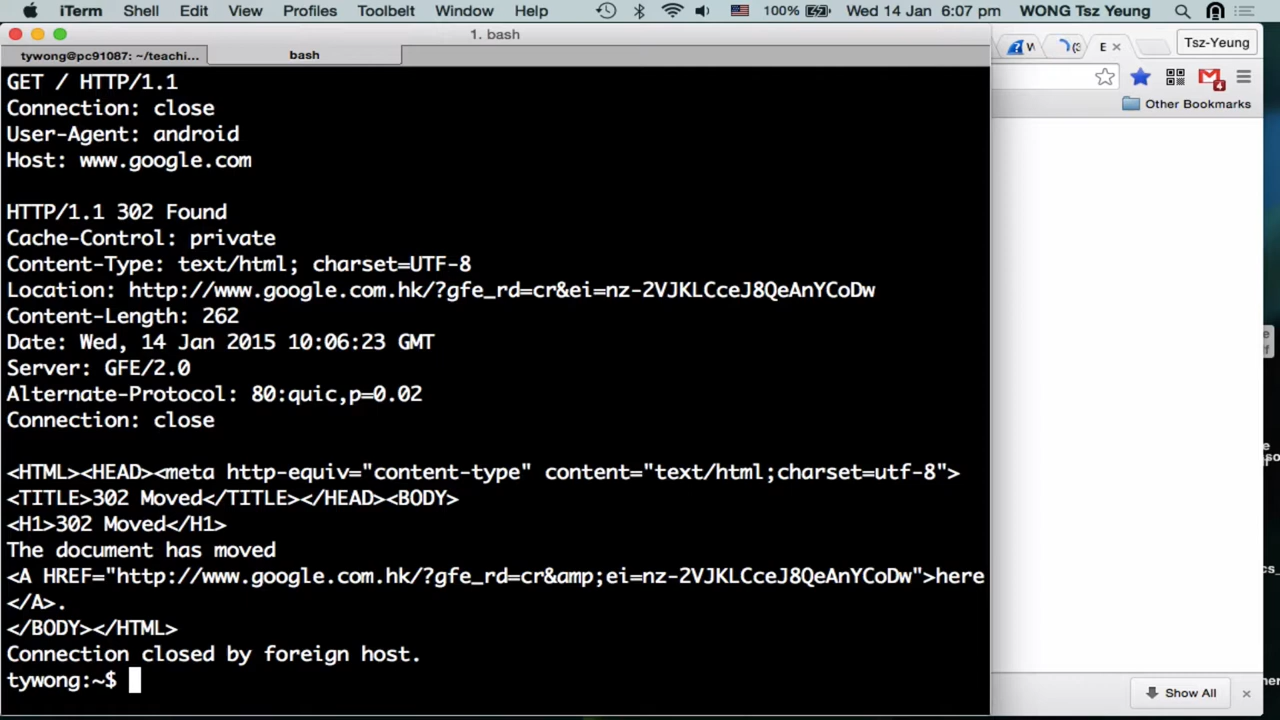 iTerm Shell Edit View Profiles Toolbelt Window Help 100% Wed 14 Jan 6:07 pm WONG Tsz Yeung
1. bash
Tsz-Yeung
tywong@pc91087: ~/teachi... bash
GET / HTTP/1.1
Connection: close
User-Agent: android
Host: www.google.com
HTTP/1.1 302 Found
Cache-Control: private
Content-Type: text/html; charset=UTF-8
Location: http://www.google.com.hk/?gfe_rd=cr&ei=nz-2VJKLCceJ8QeAnYCoDw
Content-Length: 262
Date: Wed, 14 Jan 2015 10:06:23 GMT
Server: GFE/2.0
Alternate-Protocol: 80:quic,p=0.02
Connection: close
<HTML><HEAD><meta http-equiv="content-type" content="text/html;charset=utf-8">
<TITLE>302 Moved</TITLE></HEAD><BODY>
<H1>302 Moved</H1>
The document has moved
<A HREF="http://www.google.com.hk/?gfe_rd=cr&amp;ei=nz-2VJKLCceJ8QeAnYCoDw">here
</A>.
</BODY></HTML>
Connection closed by foreign host.
tywong:~$
4
Other Bookmarks
Show All